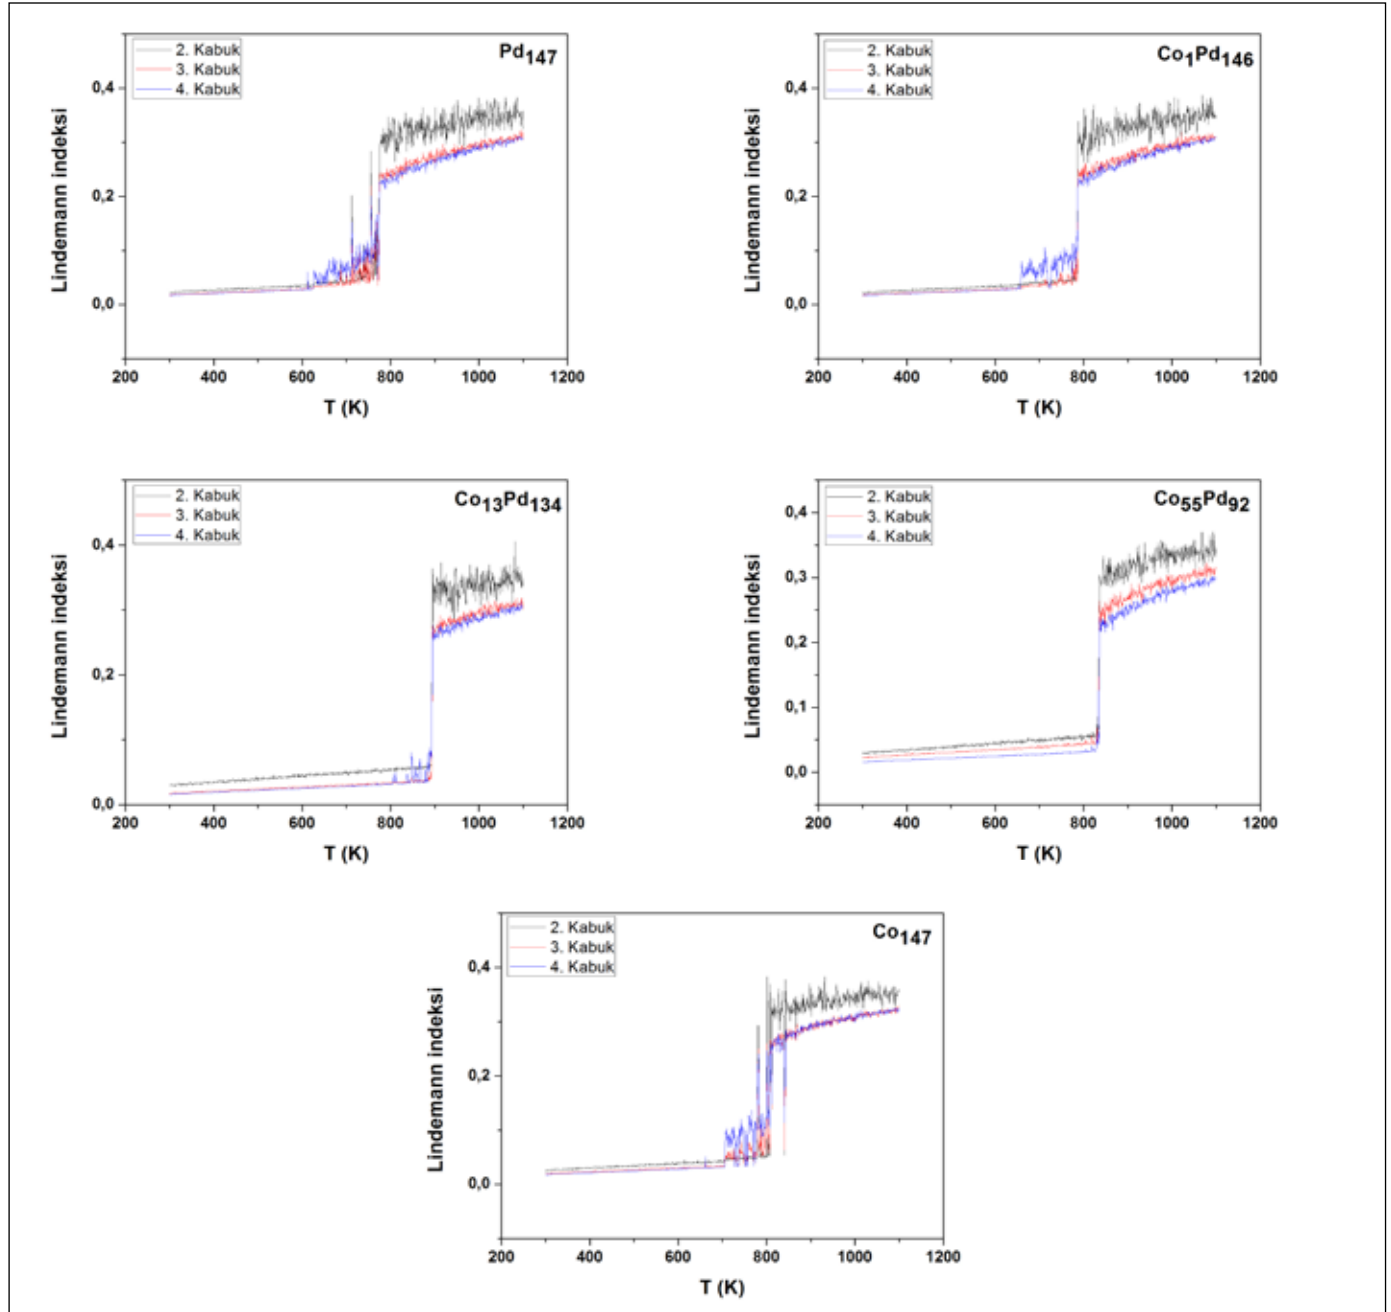 Pd147
2. Kabuk
3. Kabuk
4. Kabuk
Lindemann indeksi
0,4
0,2
0,0
200 400 600 800 1000 1200
T (K)
Co1Pd146
2. Kabuk
3. Kabuk
4. Kabuk
Lindemann indeksi
0,4
0,2
0,0
200 400 600 800 1000 1200
T (K)
Co13Pd134
2. Kabuk
3. Kabuk
4. Kabuk
Lindemann indeksi
0,4
0,2
0,0
200 400 600 800 1000 1200
T (K)
Co55Pd92
2. Kabuk
3. Kabuk
4. Kabuk
Lindemann indeksi
0,4
0,3
0,2
0,1
0,0
200 400 600 800 1000 1200
T (K)
Co147
2. Kabuk
3. Kabuk
4. Kabuk
Lindemann indeksi
0,4
0,2
0,0
200 400 600 800 1000 1200
T (K)